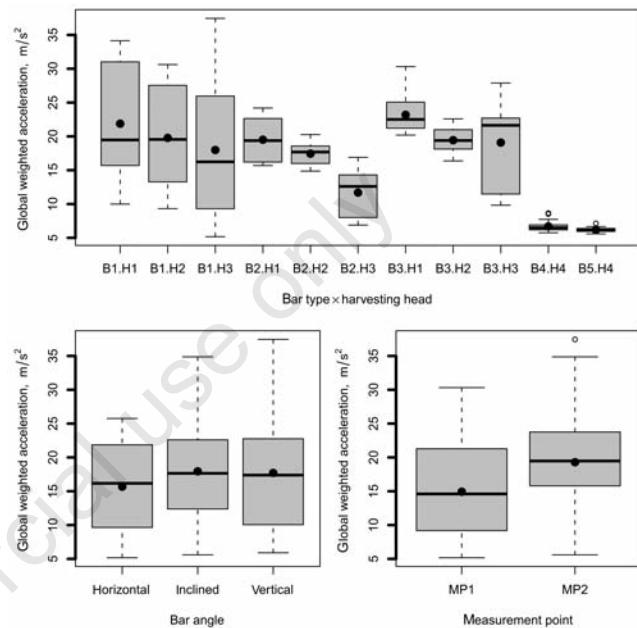 Global weighted acceleration, m/s²
35
30
25
20
15
10
5
B1.H1 B1.H2 B1.H3 B2.H1 B2.H2 B2.H3 B3.H1 B3.H2 B3.H3 B4.H4 B5.H4
Bar type × harvesting head
Global weighted acceleration, m/s²
35
25
20
15
10
5
Horizontal Inclined Vertical
Bar angle
Global weighted acceleration, m/s²
35
25
20
15
10
5
MP1 MP2
Measurement point
rcial use only